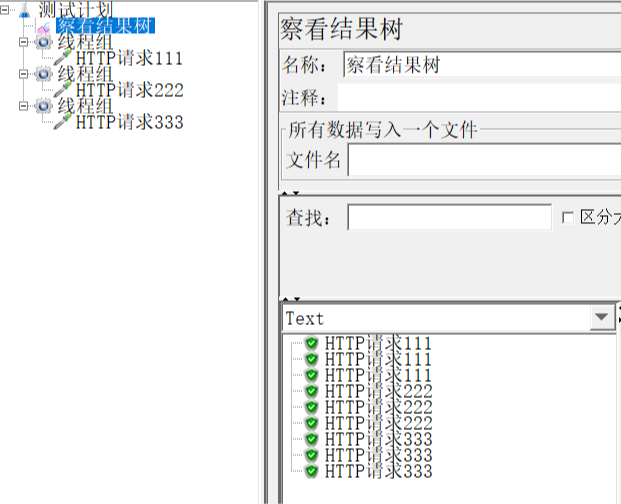 测试计划
察看结果树
线程组
HTTP请求111
线程组
HTTP请求222
线程组
HTTP请求333
察看结果树
名称： 察看结果树
注释：
所有数据写入一个文件
文件名
查找： 区分
Text
HTTP请求111
HTTP请求111
HTTP请求111
HTTP请求222
HTTP请求222
HTTP请求222
HTTP请求333
HTTP请求333
HTTP请求333